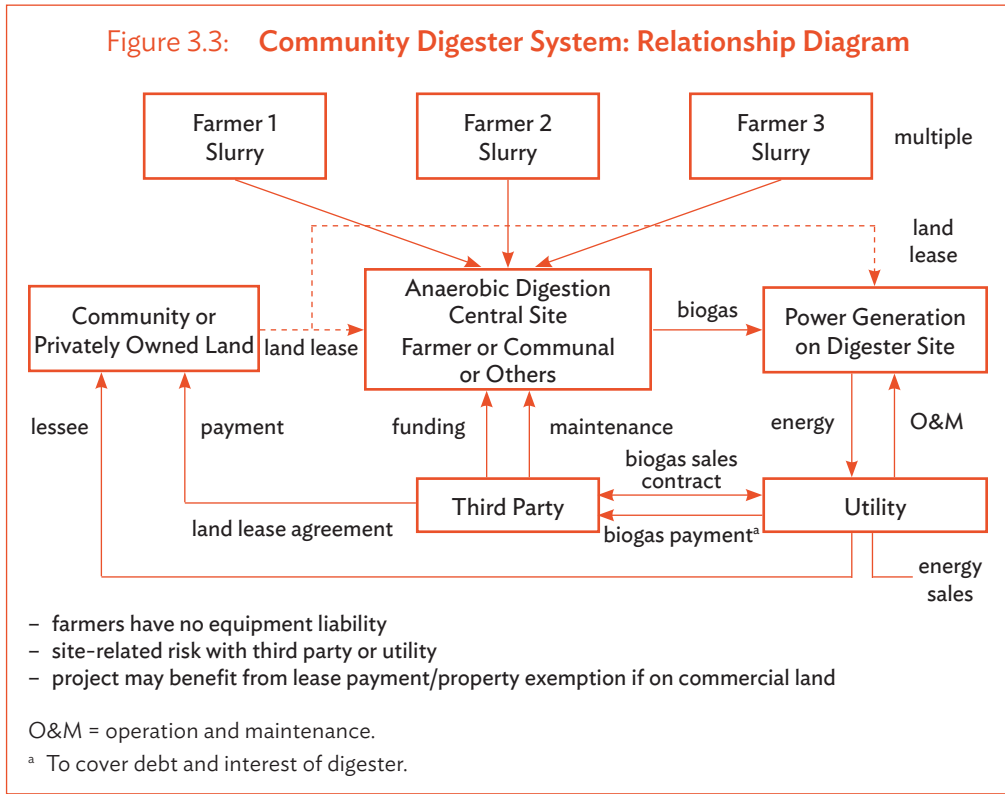 Figure 3.3: Community Digester System: Relationship Diagram
Farmer 1
Slurry
Farmer 2
Slurry
Farmer 3
Slurry
multiple
land
lease
Community or
Privately Owned Land
land lease
Anaerobic Digestion
Central Site
Farmer or Communal
or Others
biogas
Power Generation
on Digester Site
lessee
payment
funding
maintenance
energy
O&M
biogas sales
contract
Third Party
Utility
land lease agreement
biogas paymentᵃ
energy
sales
– farmers have no equipment liability
– site-related risk with third party or utility
– project may benefit from lease payment/property exemption if on commercial land
O&M = operation and maintenance.
ᵃ To cover debt and interest of digester.